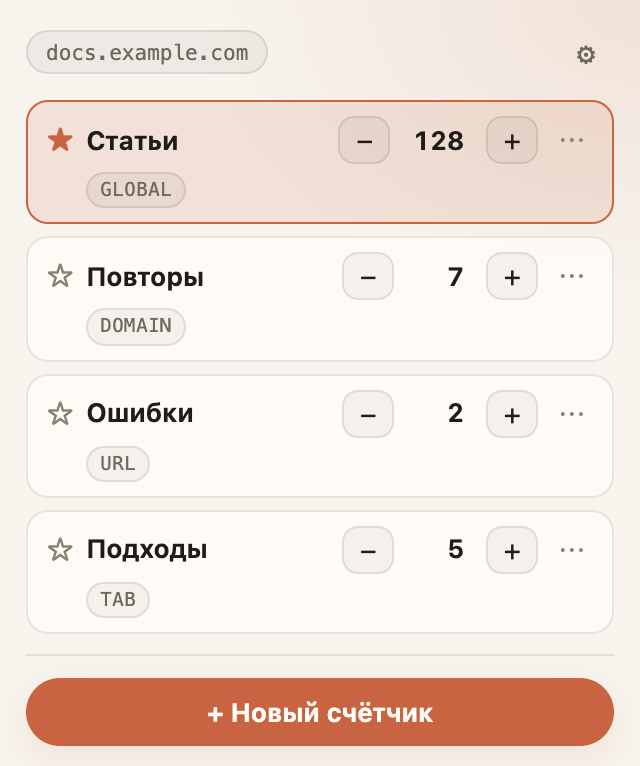 docs.example.com
Статьи − 128 + ···
GLOBAL
Повторы − 7 + ···
DOMAIN
Ошибки − 2 + ···
URL
Подходы − 5 + ···
TAB
+ Новый счётчик